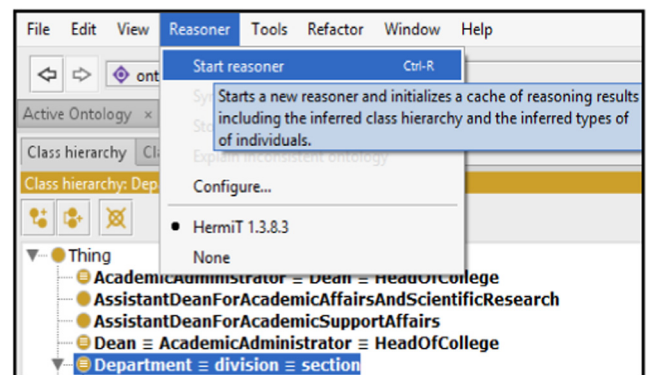 File Edit View Reasoner Tools Refactor Window Help
Start reasoner Ctrl-R
ont
Starts a new reasoner and initializes a cache of reasoning results
including the inferred class hierarchy and the inferred types of
of individuals.
Active Ontology ×
Explain inconsistent ontology
Class hierarchy
Class hierarchy: Dep
Configure...
HermiT 1.3.8.3
None
Thing
AcademicAdministrator ≡ Dean ≡ HeadOfCollege
AssistantDeanForAcademicAffairsAndScientificResearch
AssistantDeanForAcademicSupportAffairs
Dean ≡ AcademicAdministrator ≡ HeadOfCollege
Department ≡ division ≡ section